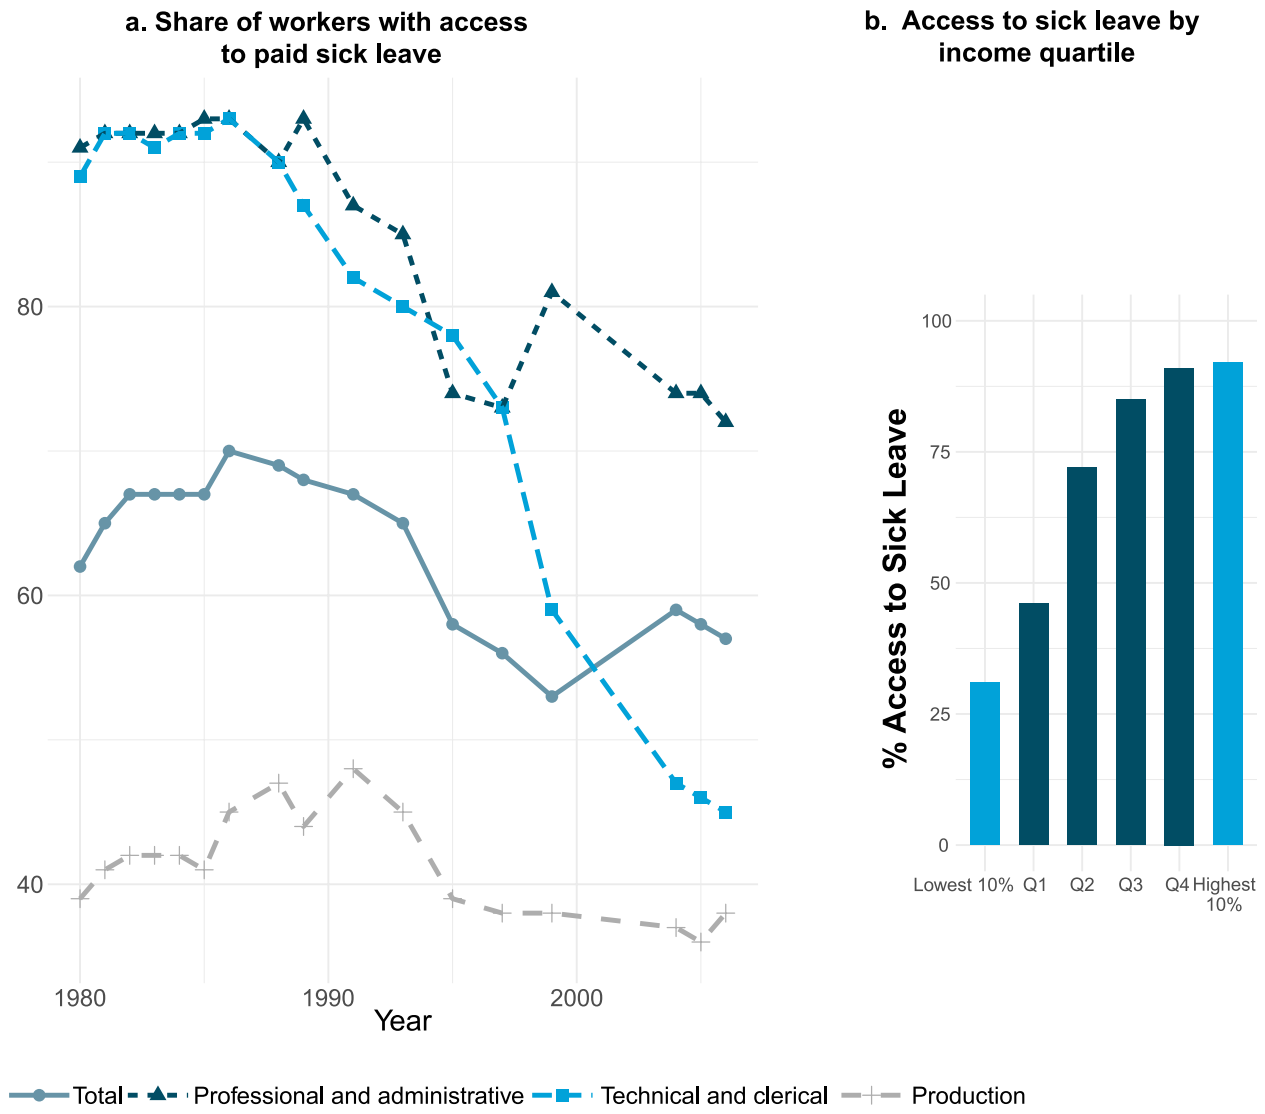 a. Share of workers with access
to paid sick leave
b. Access to sick leave by
income quartile
80
60
40
1980
1990
2000
Year
% Access to Sick Leave
100
75
50
25
0
Lowest 10%
Q1
Q2
Q3
Q4
Highest
10%
Total
Professional and administrative
Technical and clerical
Production